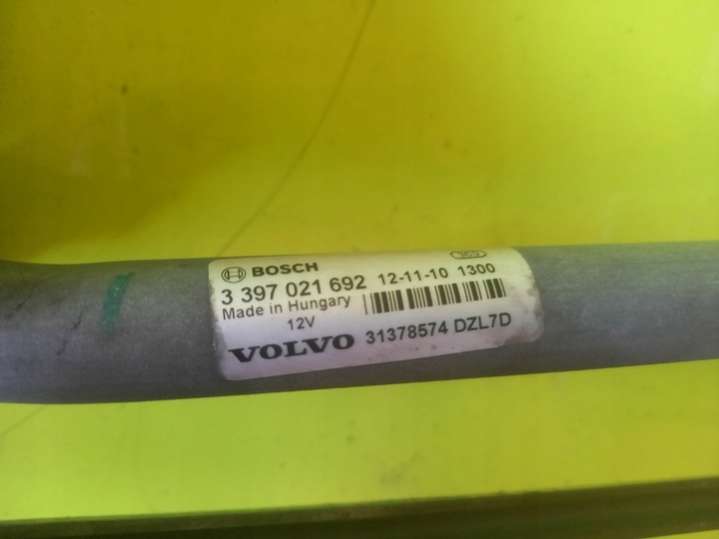 BOSCH
3 397 021 692 12-11-10 1300
Made in Hungary
12V
VOLVO 31378574 DZL7D